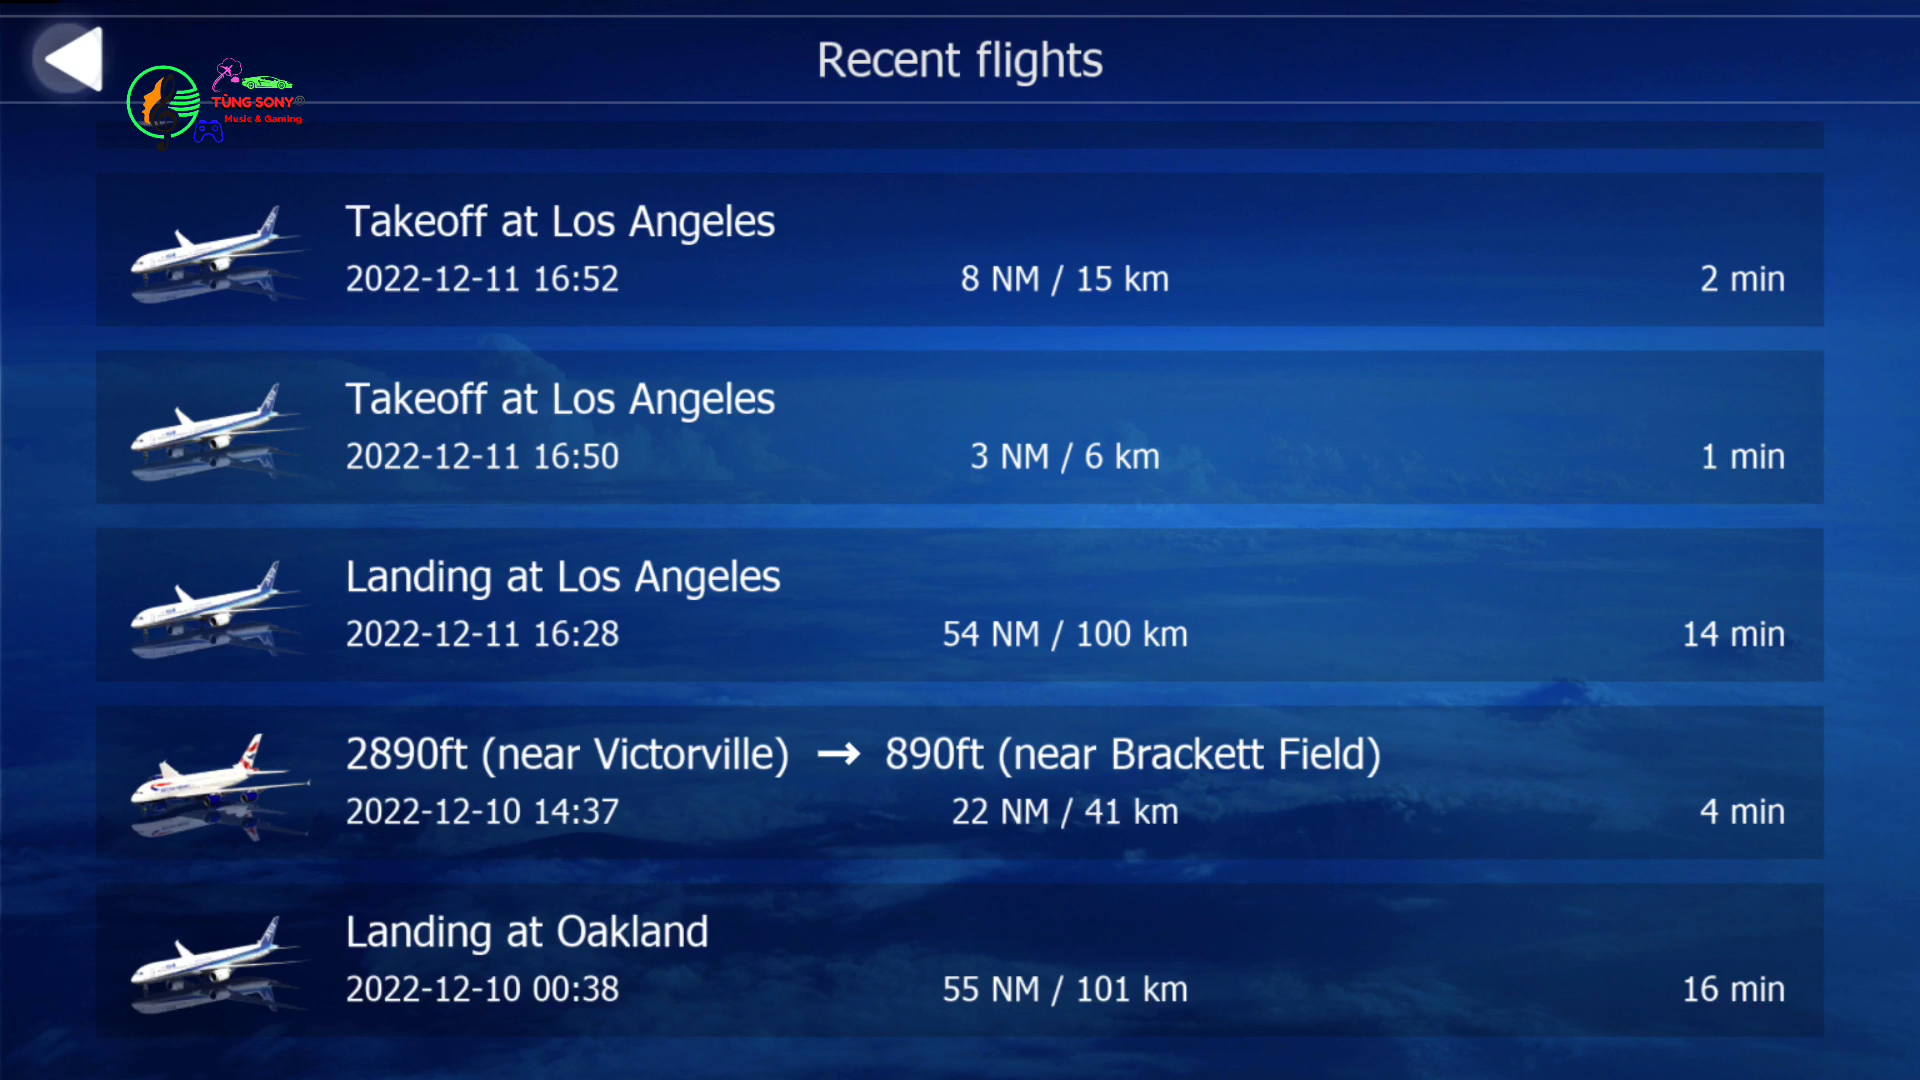 Recent flights
TÙNG SONY
Music & Gaming
Takeoff at Los Angeles
2022-12-11 16:52 8 NM / 15 km 2 min
Takeoff at Los Angeles
2022-12-11 16:50 3 NM / 6 km 1 min
Landing at Los Angeles
2022-12-11 16:28 54 NM / 100 km 14 min
2890ft (near Victorville) → 890ft (near Brackett Field)
2022-12-10 14:37 22 NM / 41 km 4 min
Landing at Oakland
2022-12-10 00:38 55 NM / 101 km 16 min